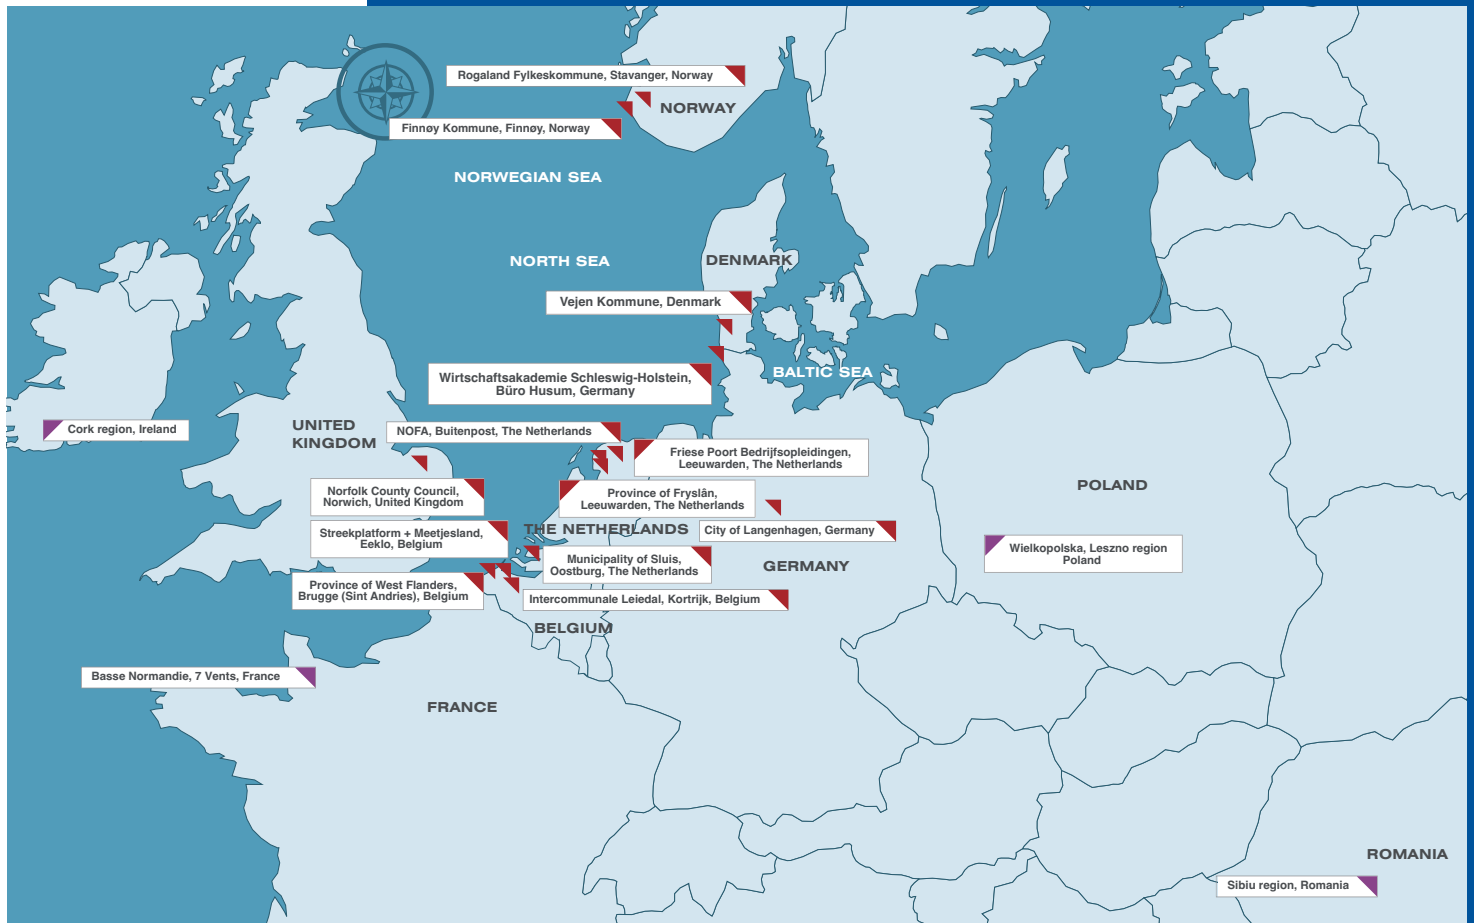 Rogaland Fylkeskommune, Stavanger, Norway
NORWAY
Finnøy Kommune, Finnøy, Norway
NORWEGIAN SEA
NORTH SEA
DENMARK
Vejen Kommune, Denmark
BALTIC SEA
Wirtschaftsakademie Schleswig-Holstein,
Büro Husum, Germany
Cork region, Ireland
UNITED
KINGDOM
NOFA, Buitenpost, The Netherlands
Friese Poort Bedrijfsopleidingen,
Leeuwarden, The Netherlands
Norfolk County Council,
Norwich, United Kingdom
Province of Fryslân,
Leeuwarden, The Netherlands
POLAND
Streekplatform + Meetjesland,
Eeklo, Belgium
THE NETHERLANDS
City of Langenhagen, Germany
Wielkopolska, Leszno region
Poland
Municipality of Sluis,
Oostburg, The Netherlands
GERMANY
Province of West Flanders,
Brugge (Sint Andries), Belgium
Intercommunale Leiedal, Kortrijk, Belgium
BELGIUM
Basse Normandie, 7 Vents, France
FRANCE
ROMANIA
Sibiu region, Romania